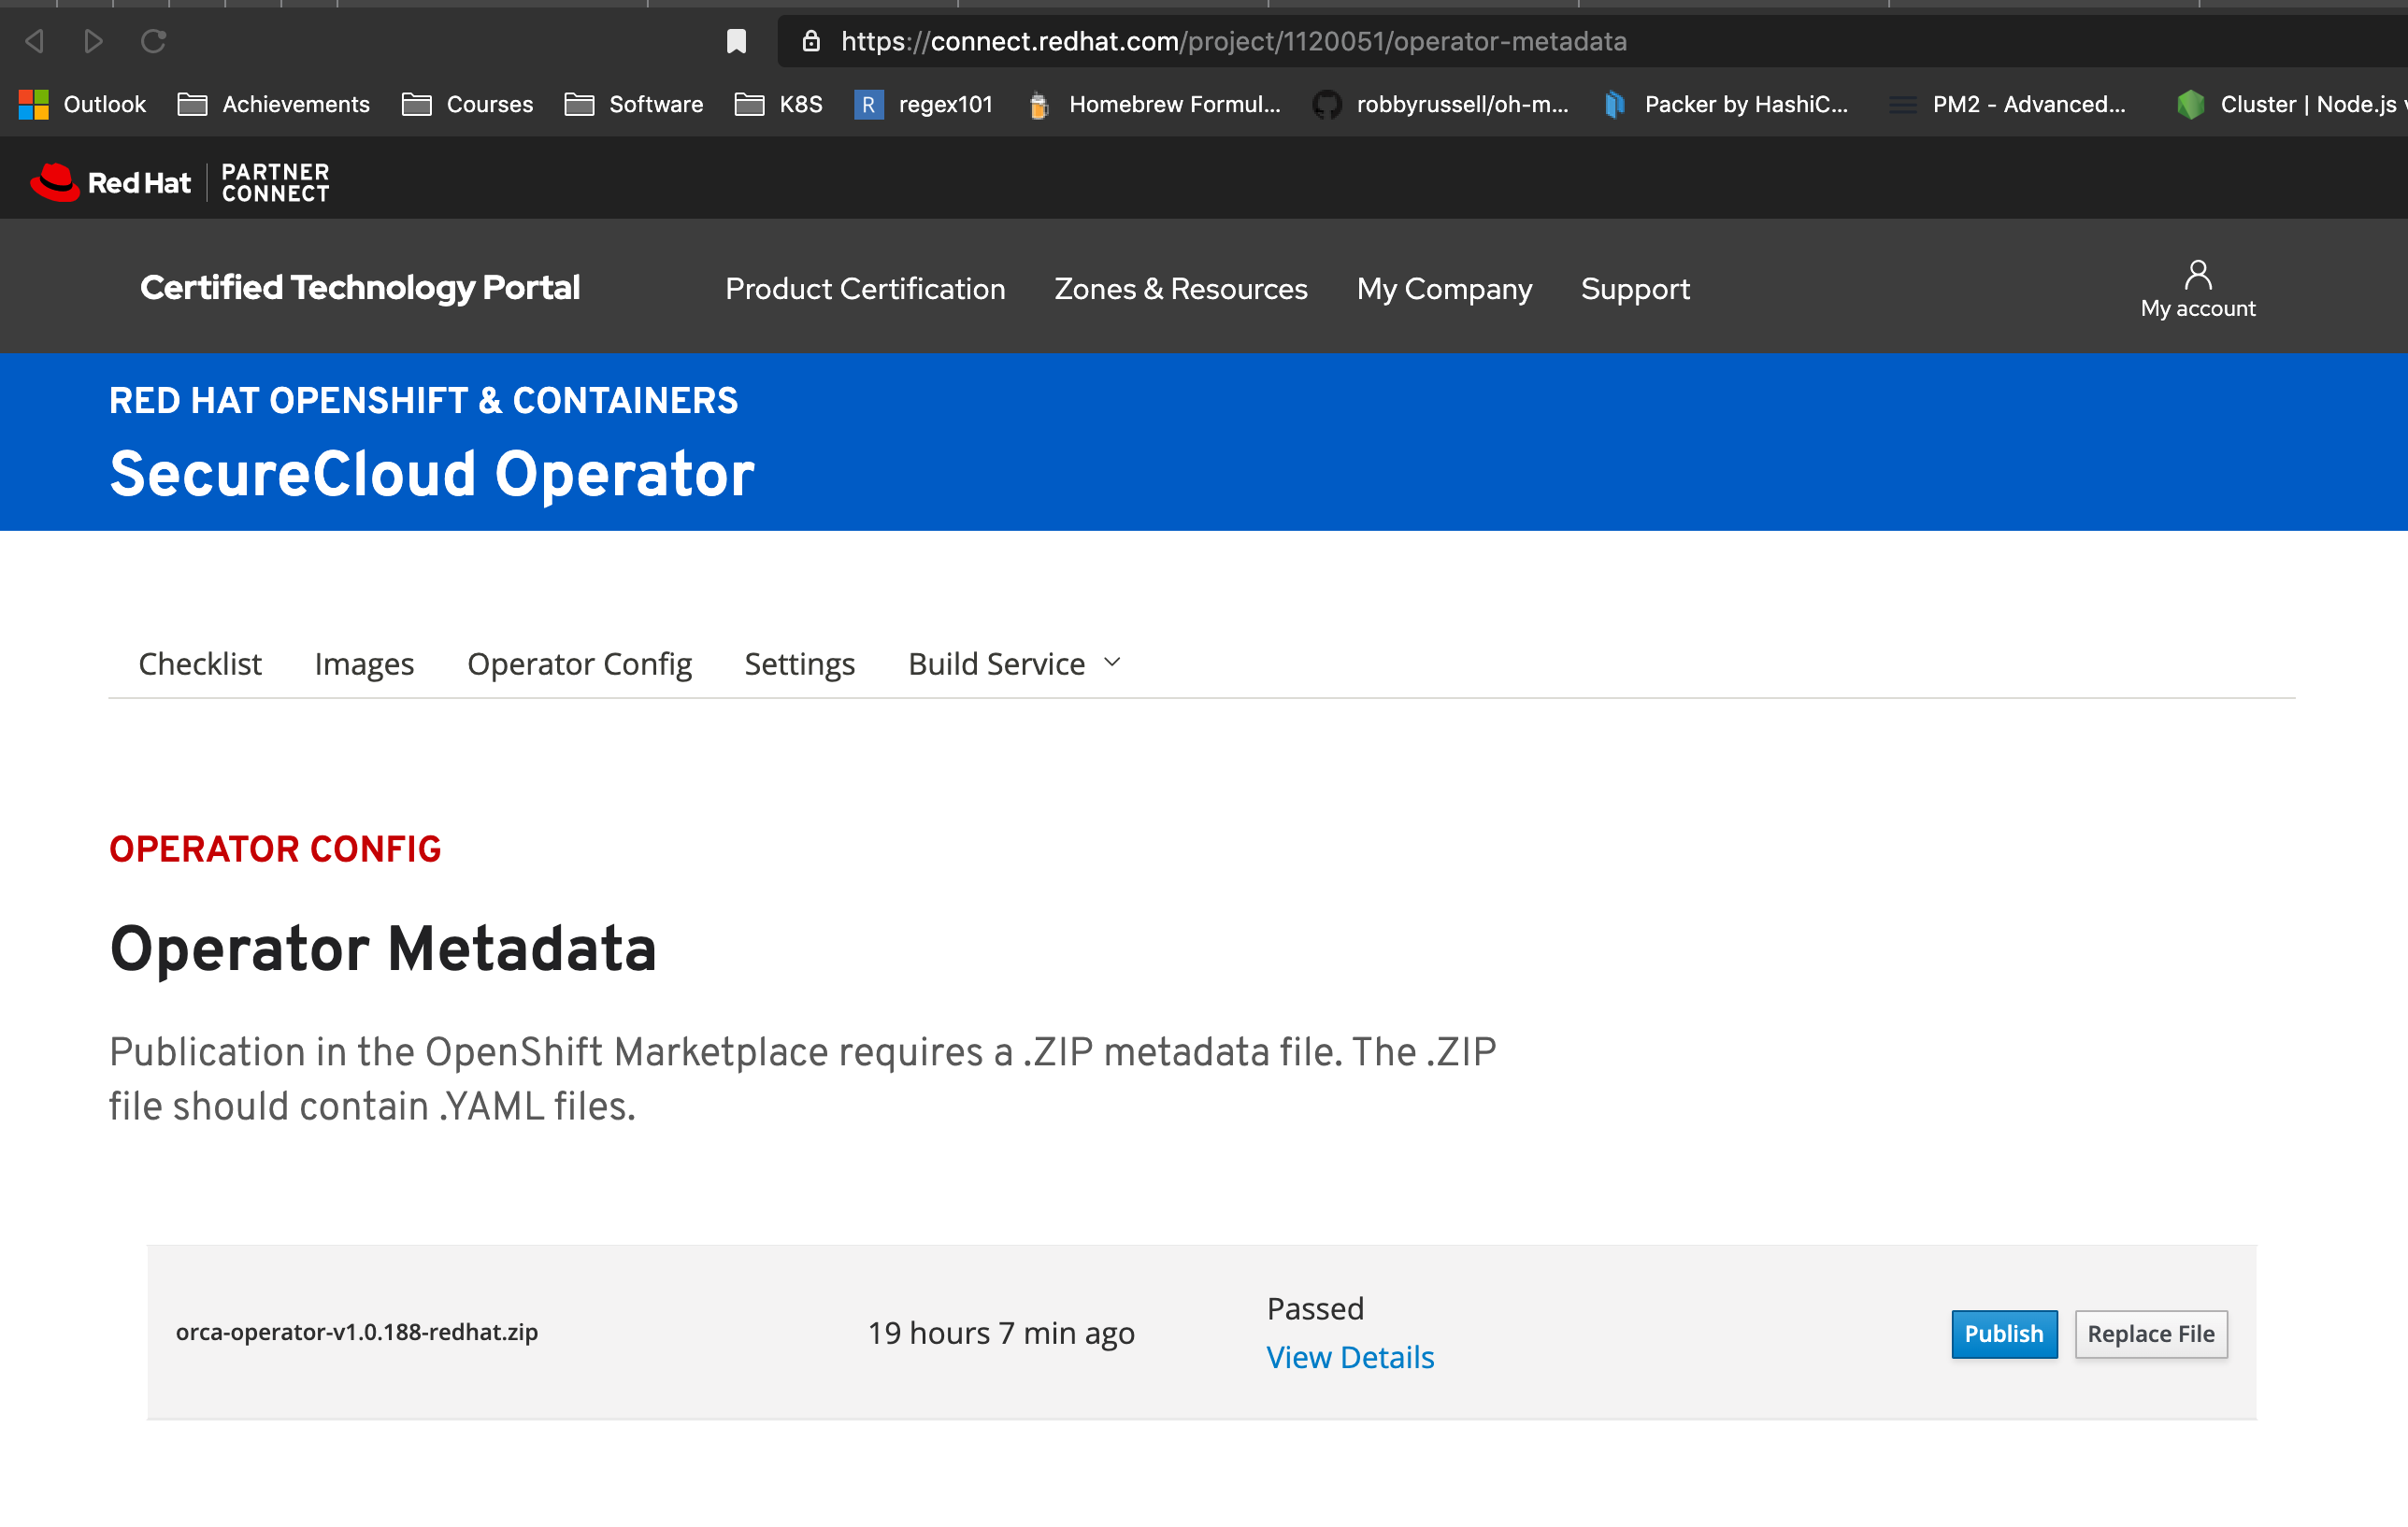 https://connect.redhat.com/project/1120051/operator-metadata
Outlook Achievements Courses Software K8S R regex101 Homebrew Formul... robbyrussell/oh-m... Packer by HashiC... PM2 - Advanced... Cluster | Node.js v
Red Hat PARTNER
CONNECT
Certified Technology Portal Product Certification Zones & Resources My Company Support My account
RED HAT OPENSHIFT & CONTAINERS
SecureCloud Operator
Checklist Images Operator Config Settings Build Service
OPERATOR CONFIG
Operator Metadata
Publication in the OpenShift Marketplace requires a .ZIP metadata file. The .ZIP
file should contain .YAML files.
orca-operator-v1.0.188-redhat.zip 19 hours 7 min ago Passed Publish Replace File
View Details